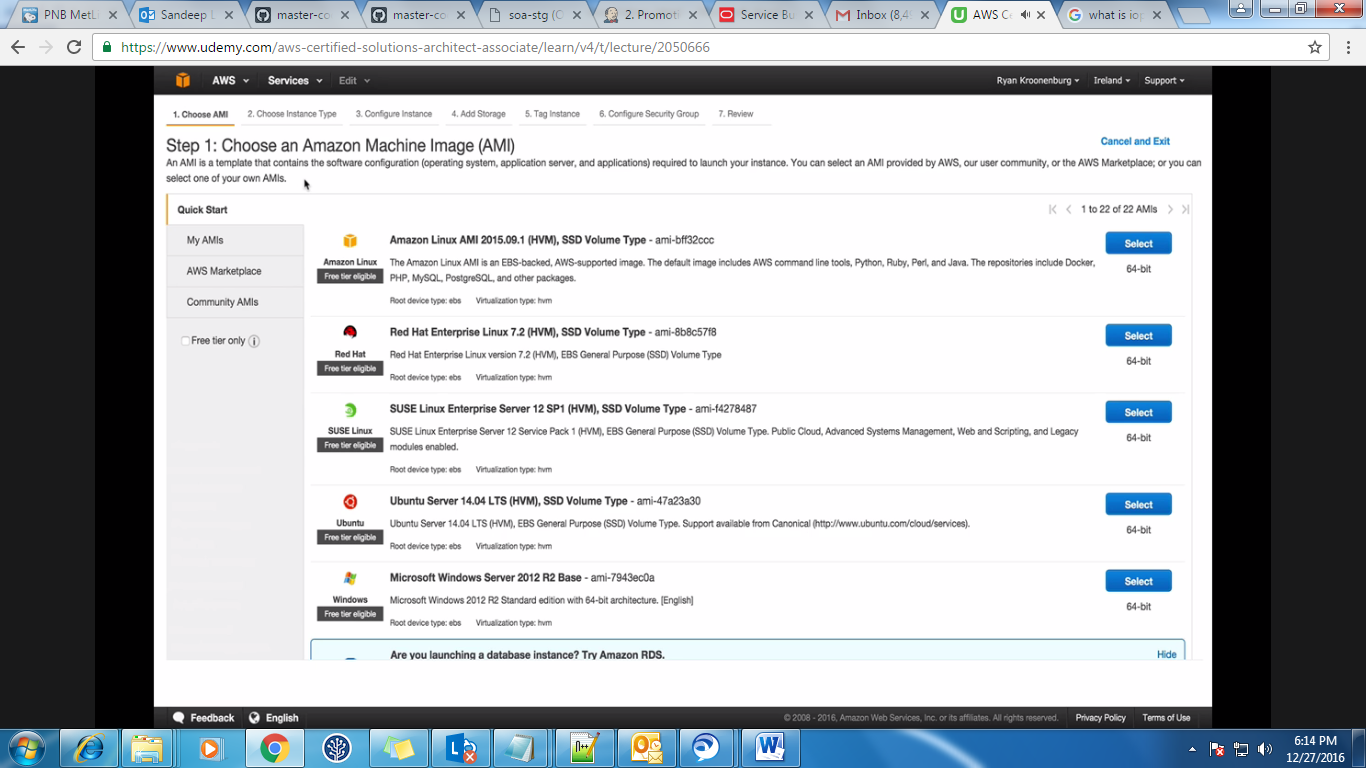 PNB MetL
Sandeep L
master-co
master-co
soa-stg (C
2. Promoti
Service Bu
Inbox (8,4
AWS Ce
what is iop
https://www.udemy.com/aws-certified-solutions-architect-associate/learn/v4/t/lecture/2050666
AWS Services Edit
Ryan Kroonenburg Ireland Support
1. Choose AMI 2. Choose Instance Type 3. Configure Instance 4. Add Storage 5. Tag Instance 6. Configure Security Group 7. Review
Step 1: Choose an Amazon Machine Image (AMI)
Cancel and Exit
An AMI is a template that contains the software configuration (operating system, application server, and applications) required to launch your instance. You can select an AMI provided by AWS, our user community, or the AWS Marketplace; or you can
select one of your own AMIs.
Quick Start
My AMIs
AWS Marketplace
Community AMIs
Free tier only
1 to 22 of 22 AMIs
Amazon Linux
Free tier eligible
Amazon Linux AMI 2015.09.1 (HVM), SSD Volume Type - ami-bff32ccc
The Amazon Linux AMI is an EBS-backed, AWS-supported image. The default image includes AWS command line tools, Python, Ruby, Perl, and Java. The repositories include Docker,
PHP, MySQL, PostgreSQL, and other packages.
Root device type: ebs Virtualization type: hvm
Select
64-bit
Red Hat
Free tier eligible
Red Hat Enterprise Linux 7.2 (HVM), SSD Volume Type - ami-8b8c57f8
Red Hat Enterprise Linux version 7.2 (HVM), EBS General Purpose (SSD) Volume Type
Root device type: ebs Virtualization type: hvm
Select
64-bit
SUSE Linux
Free tier eligible
SUSE Linux Enterprise Server 12 SP1 (HVM), SSD Volume Type - ami-f4278487
SUSE Linux Enterprise Server 12 Service Pack 1 (HVM), EBS General Purpose (SSD) Volume Type. Public Cloud, Advanced Systems Management, Web and Scripting, and Legacy
modules enabled.
Root device type: ebs Virtualization type: hvm
Select
64-bit
Ubuntu
Free tier eligible
Ubuntu Server 14.04 LTS (HVM), SSD Volume Type - ami-47a23a30
Ubuntu Server 14.04 LTS (HVM), EBS General Purpose (SSD) Volume Type. Support available from Canonical (http://www.ubuntu.com/cloud/services).
Root device type: ebs Virtualization type: hvm
Select
64-bit
Windows
Free tier eligible
Microsoft Windows Server 2012 R2 Base - ami-7943ec0a
Microsoft Windows 2012 R2 Standard edition with 64-bit architecture. [English]
Root device type: ebs Virtualization type: hvm
Select
64-bit
Are you launching a database instance? Try Amazon RDS.
Hide
Feedback English
© 2008 - 2016, Amazon Web Services, Inc. or its affiliates. All rights reserved. Privacy Policy Terms of Use
6:14 PM
12/27/2016